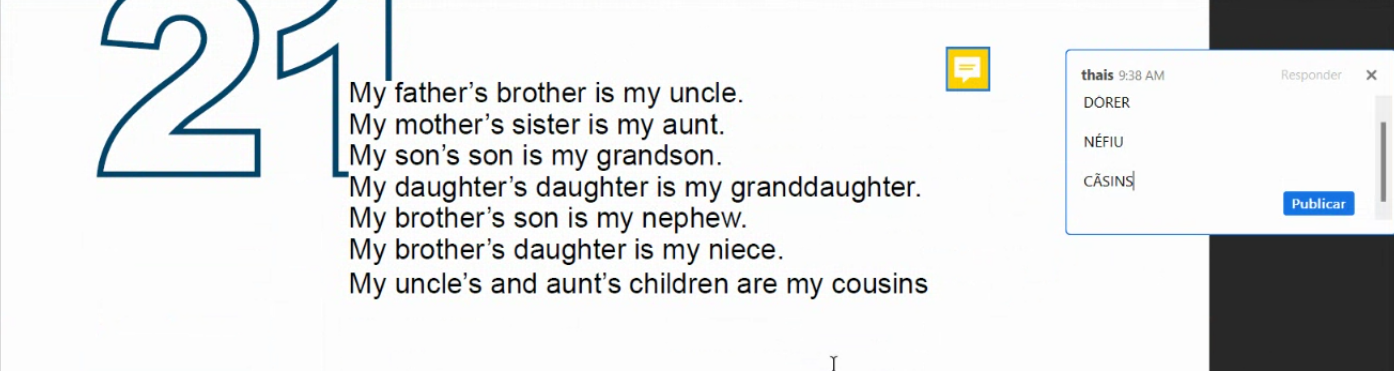 21
My father's brother is my uncle.
My mother's sister is my aunt.
My son's son is my grandson.
My daughter's daughter is my granddaughter.
My brother's son is my nephew.
My brother's daughter is my niece.
My uncle's and aunt's children are my cousins
thais 9:38 AM Responder
DÓRER
NÉFIU
CÃSINS
Publicar